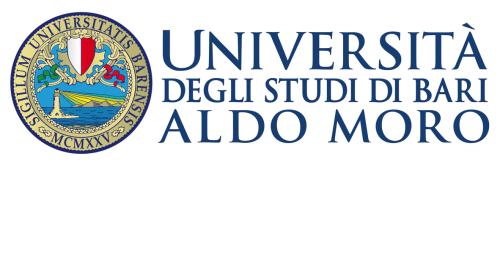 SIGILLUM UNIVERSITATIS BARENSIS
MCMXXV
UNIVERSITÀ
DEGLI STUDI DI BARI
ALDO MORO